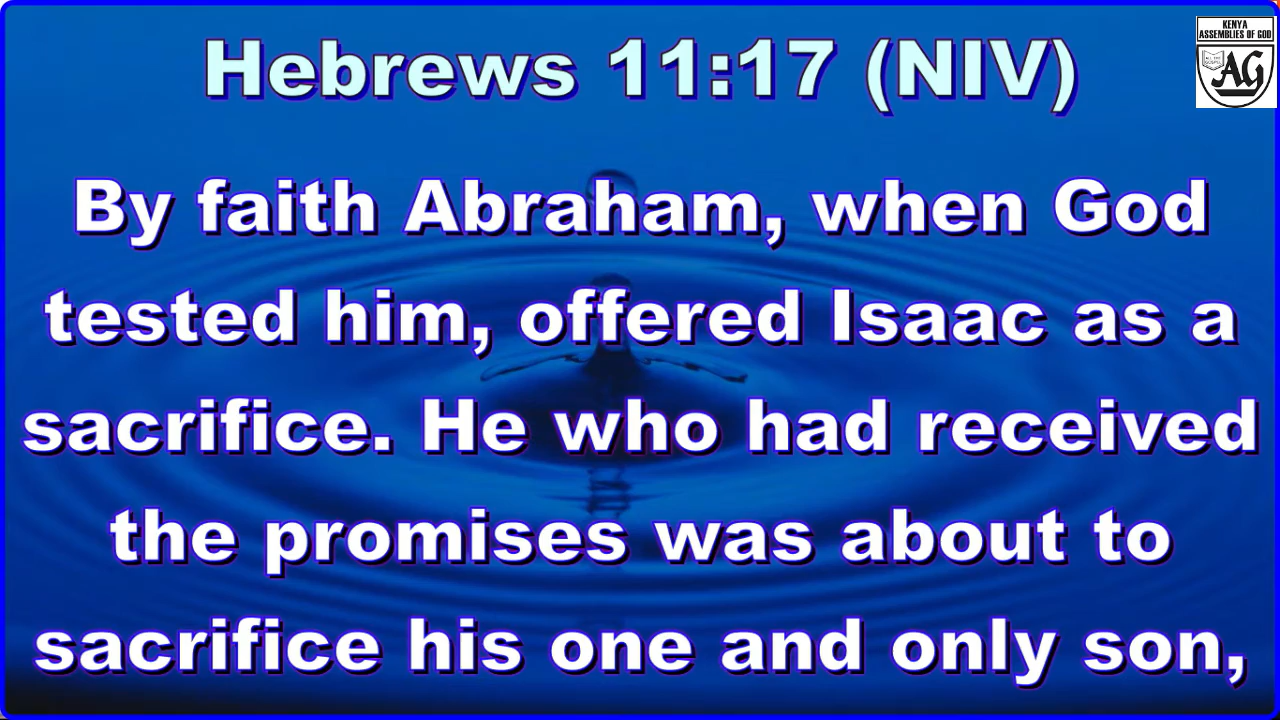 Hebrews 11:17 (NIV)
KENYA
ASSEMBLIES OF GOD
AG
By faith Abraham, when God
tested him, offered Isaac as a
sacrifice. He who had received
the promises was about to
sacrifice his one and only son,